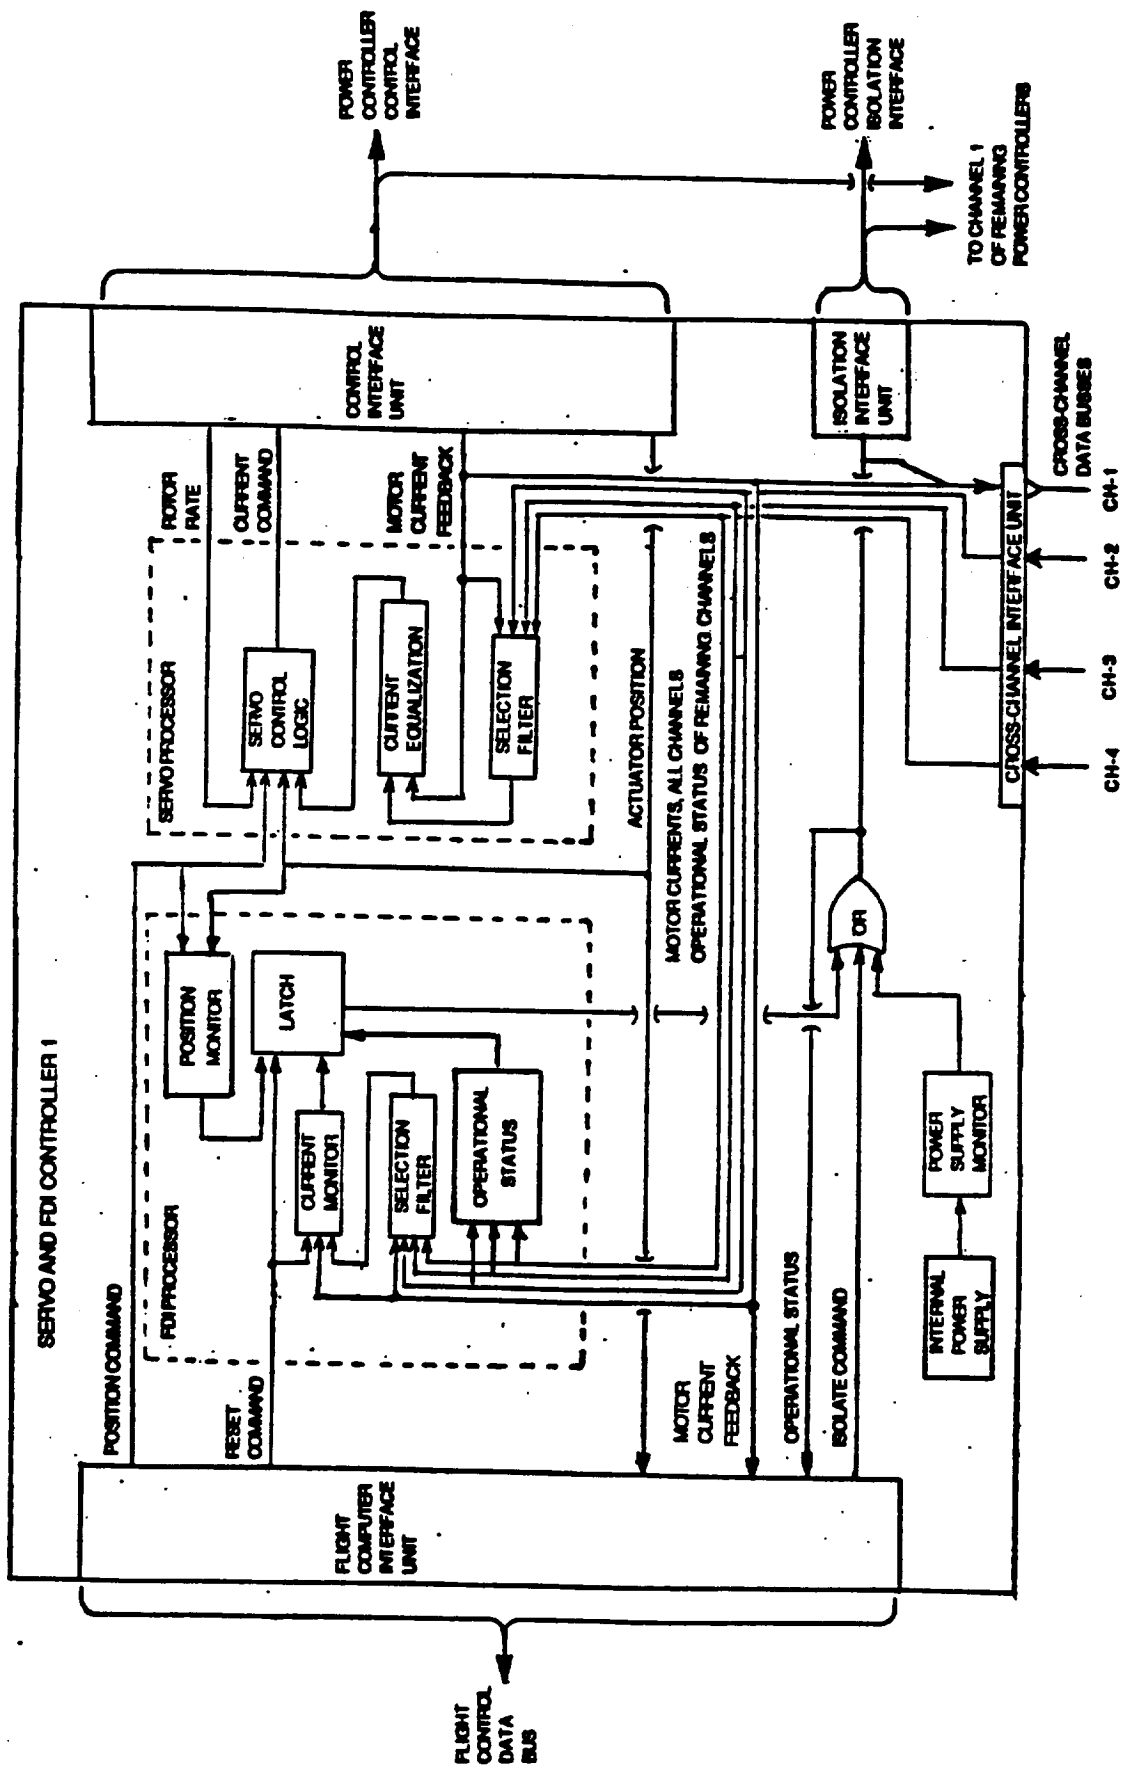 SERVO AND FDI CONTROLLER 1
FLIGHT
CONTROL
DATA
BUS
FLIGHT
COMPUTER
INTERFACE
UNIT
POSITION COMMAND
RESET
COMMAND
FDI PROCESSOR
POSITION
MONITOR
LATCH
CURRENT
MONITOR
SELECTION
FILTER
OPERATIONAL
STATUS
SERVO PROCESSOR
SERVO
CONTROL
LOGIC
CURRENT
EQUALIZATION
SELECTION
FILTER
ROTOR
RATE
CURRENT
COMMAND
MOTOR
CURRENT
FEEDBACK
CONTROL
INTERFACE
UNIT
POWER
CONTROLLER
CONTROL
INTERFACE
ACTUATOR POSITION
MOTOR CURRENTS, ALL CHANNELS
OPERATIONAL STATUS OF REMAINING CHANNELS
MOTOR
CURRENT
FEEDBACK
OPERATIONAL STATUS
ISOLATE COMMAND
OR
INTERNAL
POWER
SUPPLY
POWER
SUPPLY
MONITOR
ISOLATION
INTERFACE
UNIT
POWER
CONTROLLER
ISOLATION
INTERFACE
TO CHANNEL 1
OF REMAINING
POWER CONTROLLERS
CROSS-CHANNEL INTERFACE UNIT
CROSS-CHANNEL
DATA BUSSES
CH-4
CH-3
CH-2
CH-1